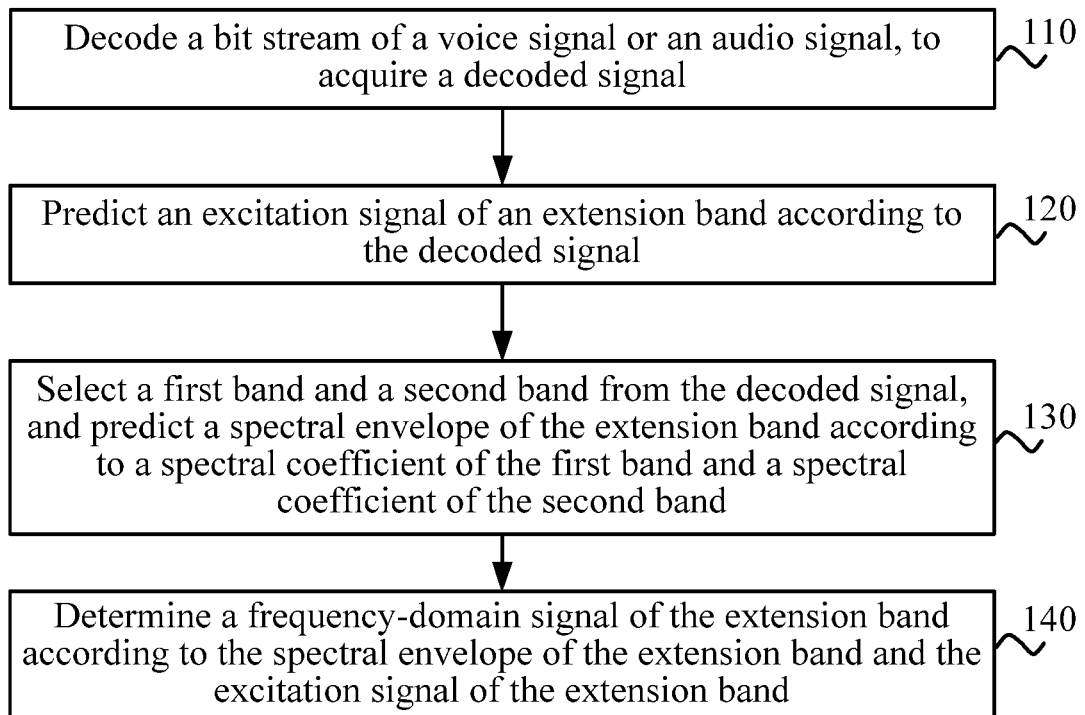 Decode a bit stream of a voice signal or an audio signal, to
acquire a decoded signal
110
Predict an excitation signal of an extension band according to
the decoded signal
120
Select a first band and a second band from the decoded signal,
and predict a spectral envelope of the extension band according
to a spectral coefficient of the first band and a spectral
coefficient of the second band
130
Determine a frequency-domain signal of the extension band
according to the spectral envelope of the extension band and the
excitation signal of the extension band
140